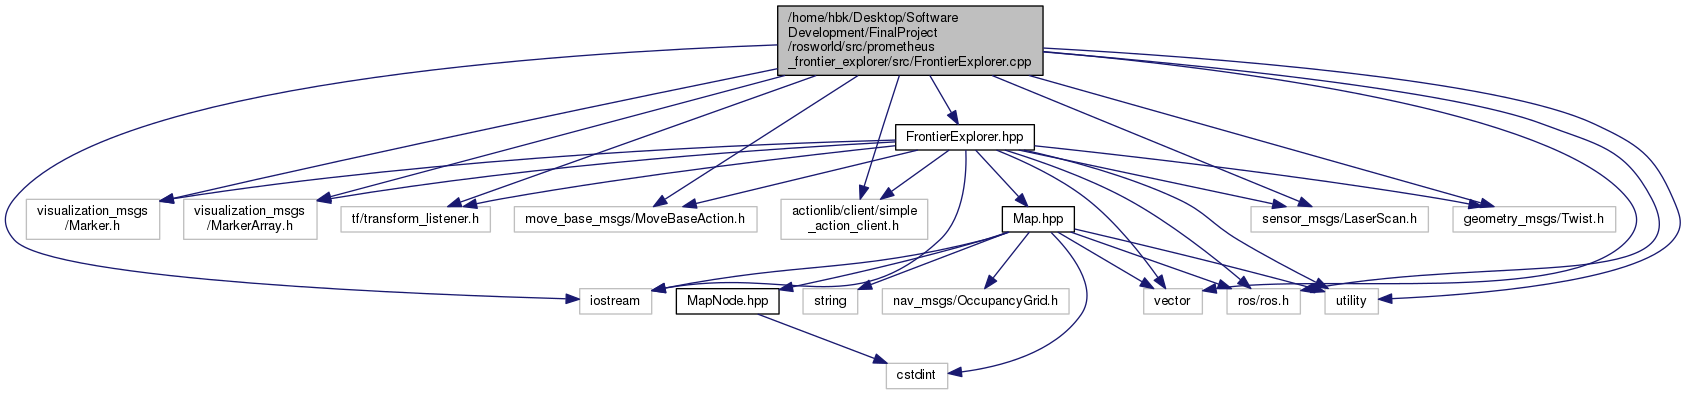 /home/hbk/Desktop/Software
Development/FinalProject
/rosworld/src/prometheus
_frontier_explorer/src/FrontierExplorer.cpp
FrontierExplorer.hpp
visualization_msgs
/Marker.h
visualization_msgs
/MarkerArray.h
tf/transform_listener.h
move_base_msgs/MoveBaseAction.h
actionlib/client/simple
_action_client.h
Map.hpp
sensor_msgs/LaserScan.h
geometry_msgs/Twist.h
iostream
MapNode.hpp
string
nav_msgs/OccupancyGrid.h
vector
ros/ros.h
utility
cstdint